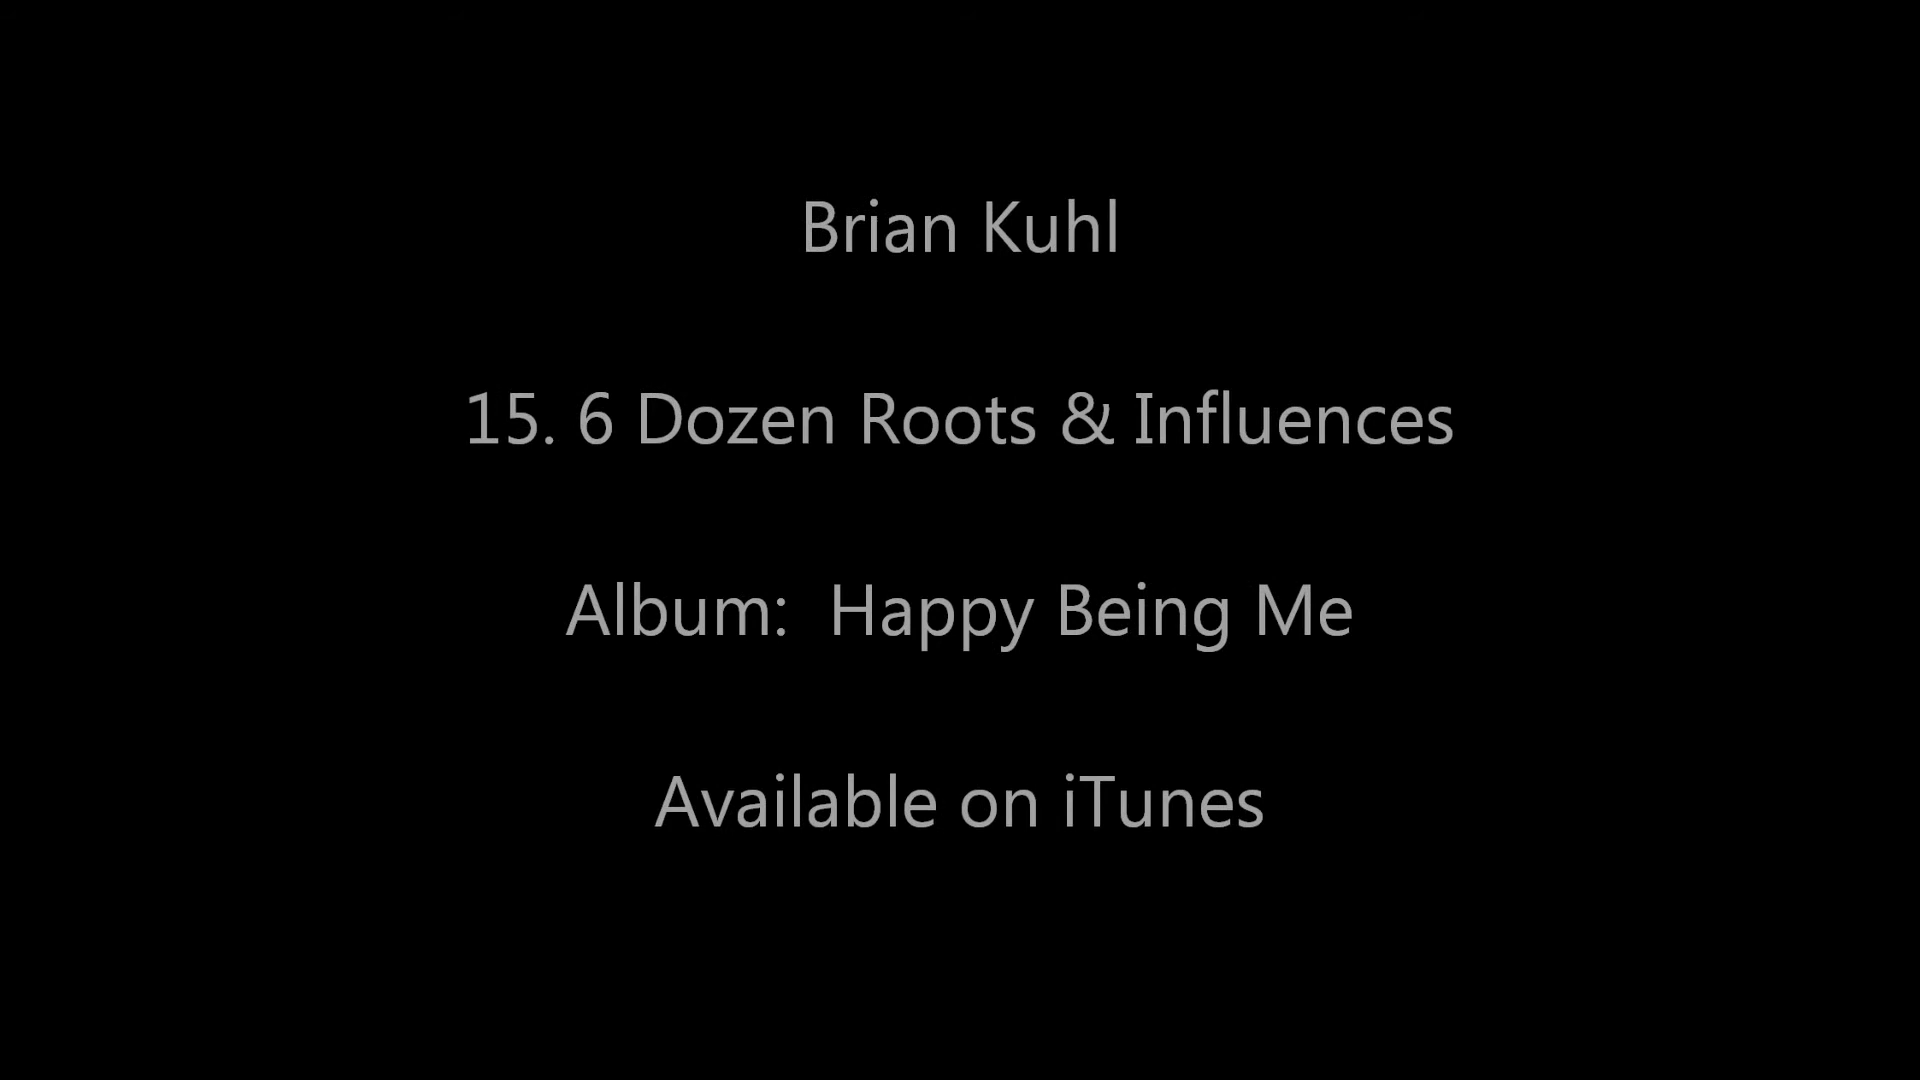 Brian Kuhl
15. 6 Dozen Roots & Influences
Album:  Happy Being Me
Available on iTunes